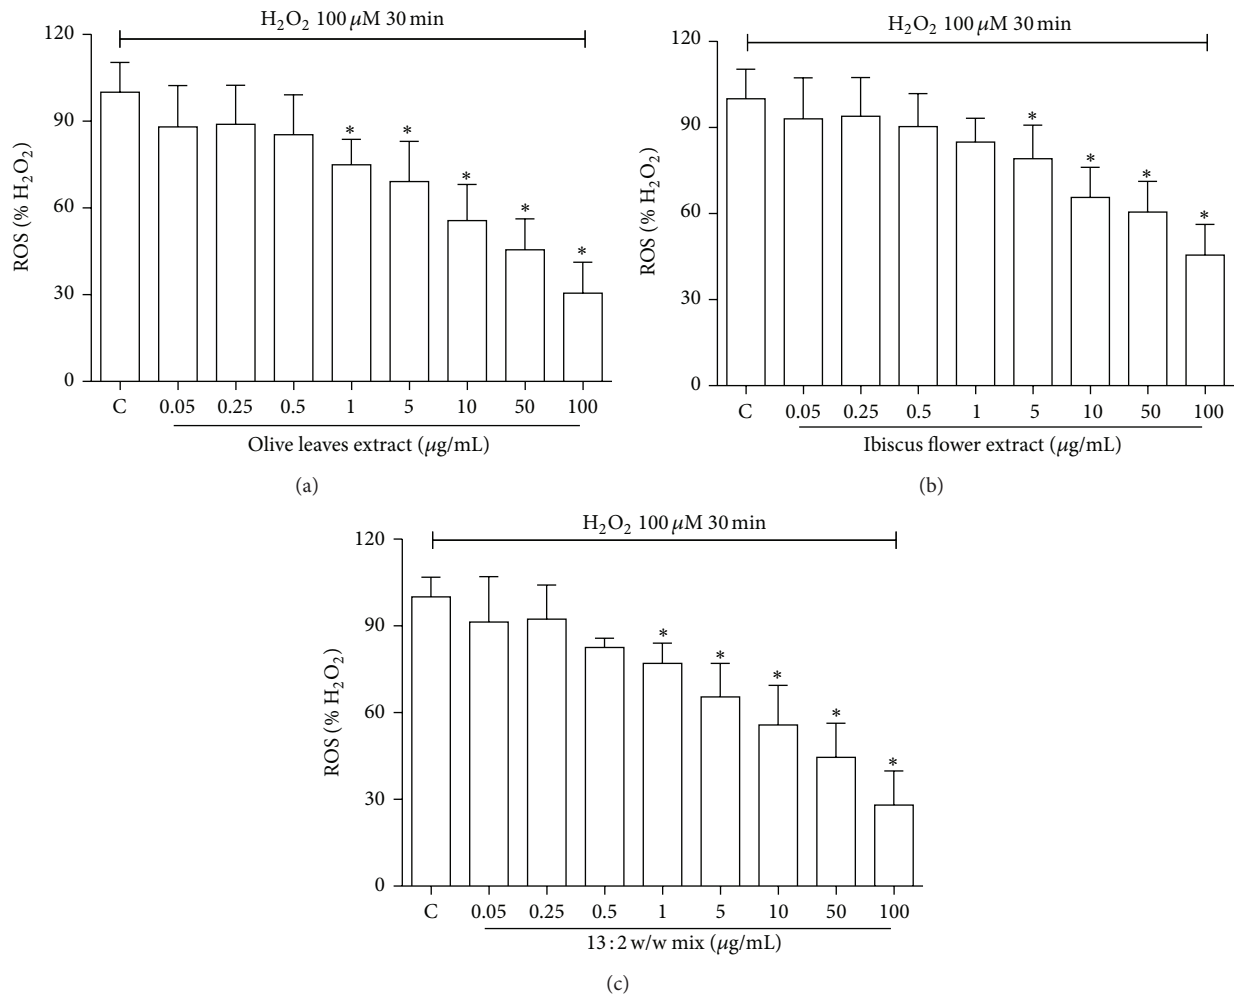 H₂O₂ 100 μM 30 min
120
90
60
30
0
ROS (% H₂O₂)
* * * * *
C 0.05 0.25 0.5 1 5 10 50 100
Olive leaves extract (μg/mL)
(a)
H₂O₂ 100 μM 30 min
120
90
60
30
0
ROS (% H₂O₂)
* * * *
C 0.05 0.25 0.5 1 5 10 50 100
Ibiscus flower extract (μg/mL)
(b)
H₂O₂ 100 μM 30 min
120
90
60
30
0
ROS (% H₂O₂)
* * * * *
C 0.05 0.25 0.5 1 5 10 50 100
13 : 2 w/w mix (μg/mL)
(c)